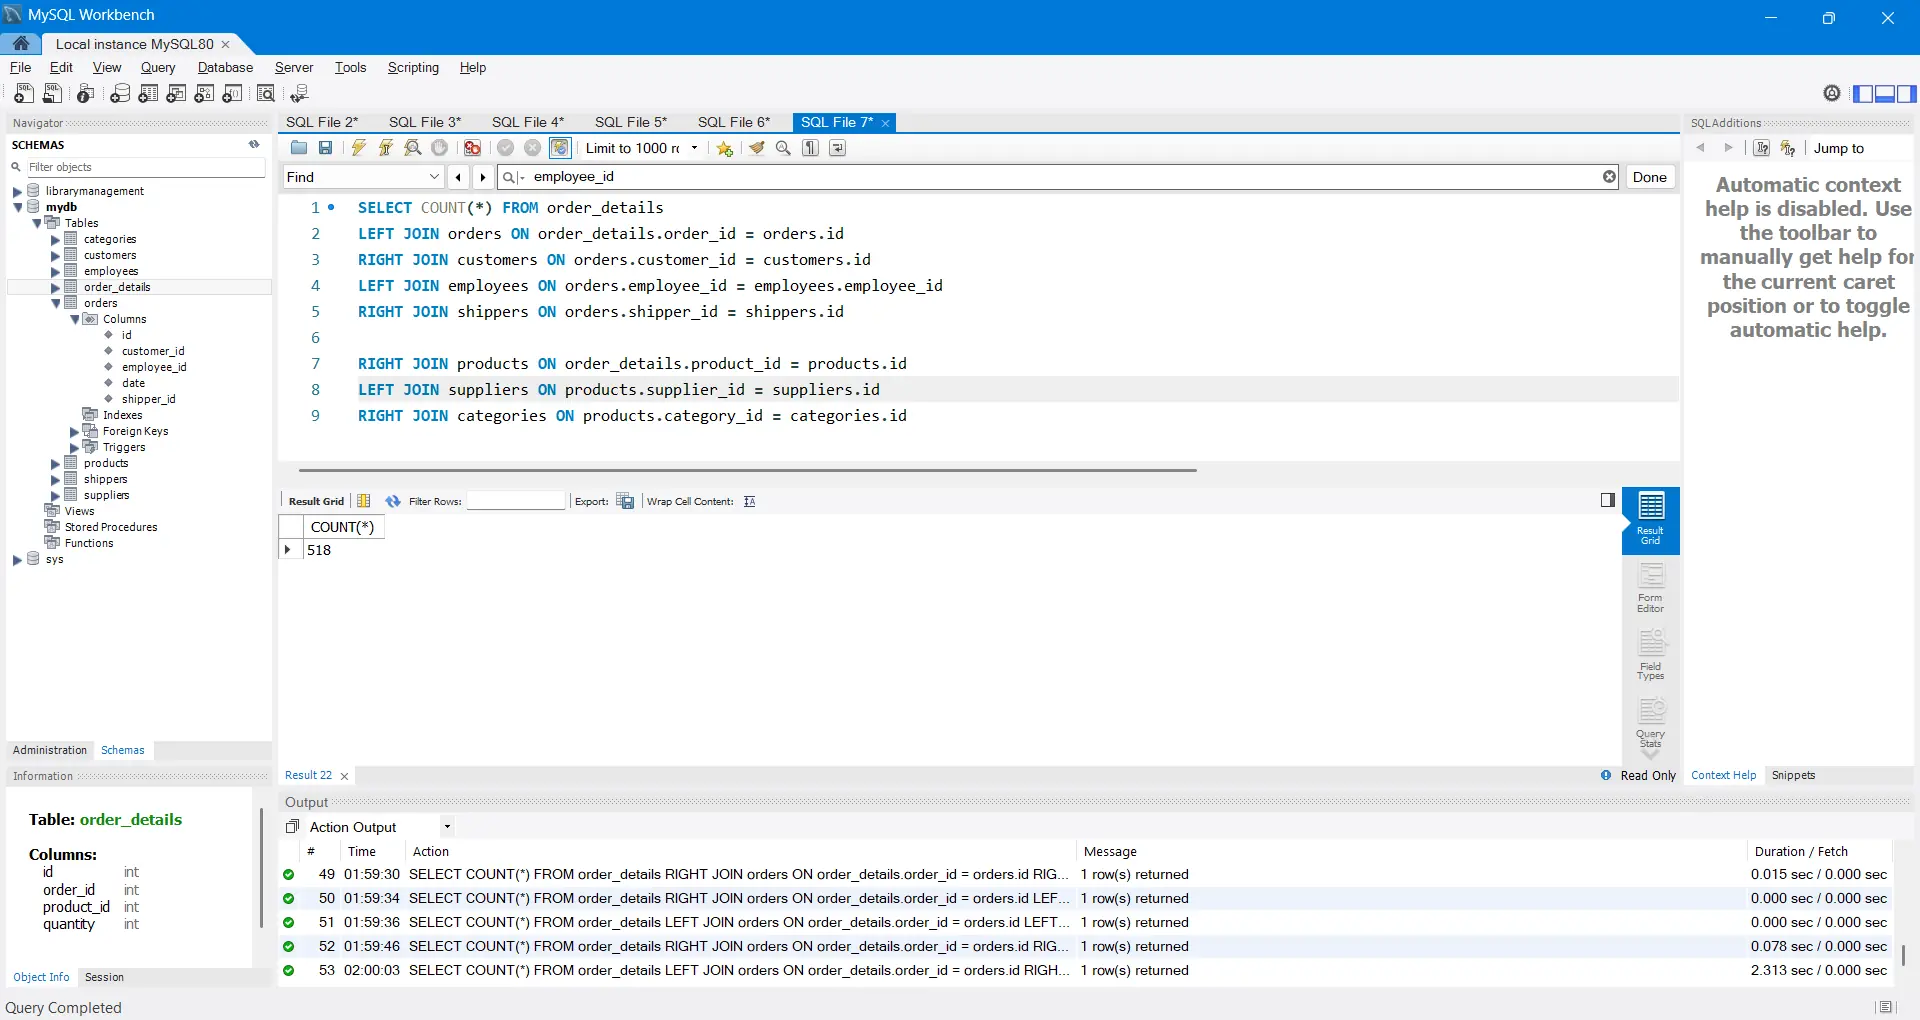 MySQL Workbench
Local instance MySQL80
File Edit View Query Database Server Tools Scripting Help
Navigator
SCHEMAS
Filter objects
librarymanagement
mydb
Tables
categories
customers
employees
order_details
orders
Columns
id
customer_id
employee_id
date
shipper_id
Indexes
Foreign Keys
Triggers
products
shippers
suppliers
Views
Stored Procedures
Functions
sys
Administration Schemas
Information
Table: order_details
Columns:
id int
order_id int
product_id int
quantity int
Object Info Session
Query Completed
SQL File 2* SQL File 3* SQL File 4* SQL File 5* SQL File 6* SQL File 7*
Limit to 1000 rc
Find employee_id Done
1 SELECT COUNT(*) FROM order_details
2 LEFT JOIN orders ON order_details.order_id = orders.id
3 RIGHT JOIN customers ON orders.customer_id = customers.id
4 LEFT JOIN employees ON orders.employee_id = employees.employee_id
5 RIGHT JOIN shippers ON orders.shipper_id = shippers.id
6
7 RIGHT JOIN products ON order_details.product_id = products.id
8 LEFT JOIN suppliers ON products.supplier_id = suppliers.id
9 RIGHT JOIN categories ON products.category_id = categories.id
Result Grid Filter Rows: Export: Wrap Cell Content:
COUNT(*)
518
Result
Grid
Form
Editor
Field
Types
Query
Stats
Result 22 Read Only
Output
Action Output
# Time Action Message Duration / Fetch
49 01:59:30 SELECT COUNT(*) FROM order_details RIGHT JOIN orders ON order_details.order_id = orders.id RIG... 1 row(s) returned 0.015 sec / 0.000 sec
50 01:59:34 SELECT COUNT(*) FROM order_details RIGHT JOIN orders ON order_details.order_id = orders.id LEF... 1 row(s) returned 0.000 sec / 0.000 sec
51 01:59:36 SELECT COUNT(*) FROM order_details LEFT JOIN orders ON order_details.order_id = orders.id LEFT... 1 row(s) returned 0.000 sec / 0.000 sec
52 01:59:46 SELECT COUNT(*) FROM order_details RIGHT JOIN orders ON order_details.order_id = orders.id RIG... 1 row(s) returned 0.078 sec / 0.000 sec
53 02:00:03 SELECT COUNT(*) FROM order_details LEFT JOIN orders ON order_details.order_id = orders.id RIGH... 1 row(s) returned 2.313 sec / 0.000 sec
SQLAdditions
Jump to
Automatic context
help is disabled. Use
the toolbar to
manually get help for
the current caret
position or to toggle
automatic help.
Context Help Snippets